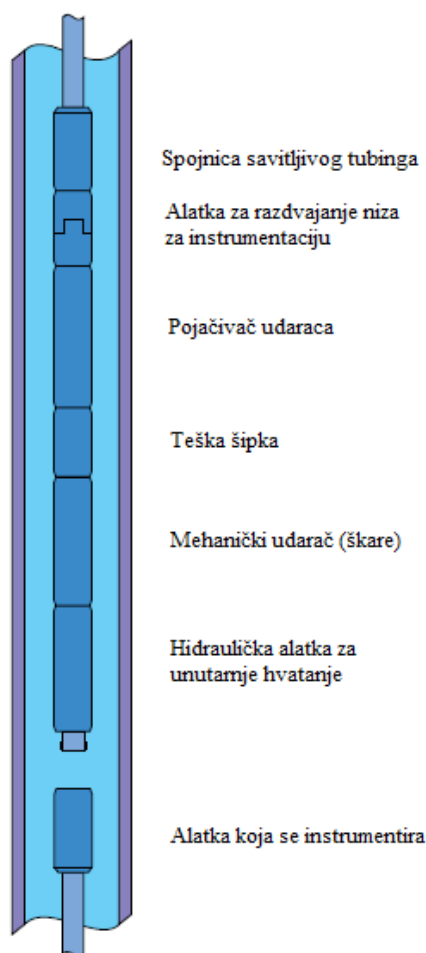 Spojnica savitljivog tubinga
Alatka za razdvajanje niza
za instrumentaciju
Pojačivač udaraca
Teška šipka
Mehanički udarač (škare)
Hidraulička alatka za
unutarnje hvatanje
Alatka koja se instrumentira